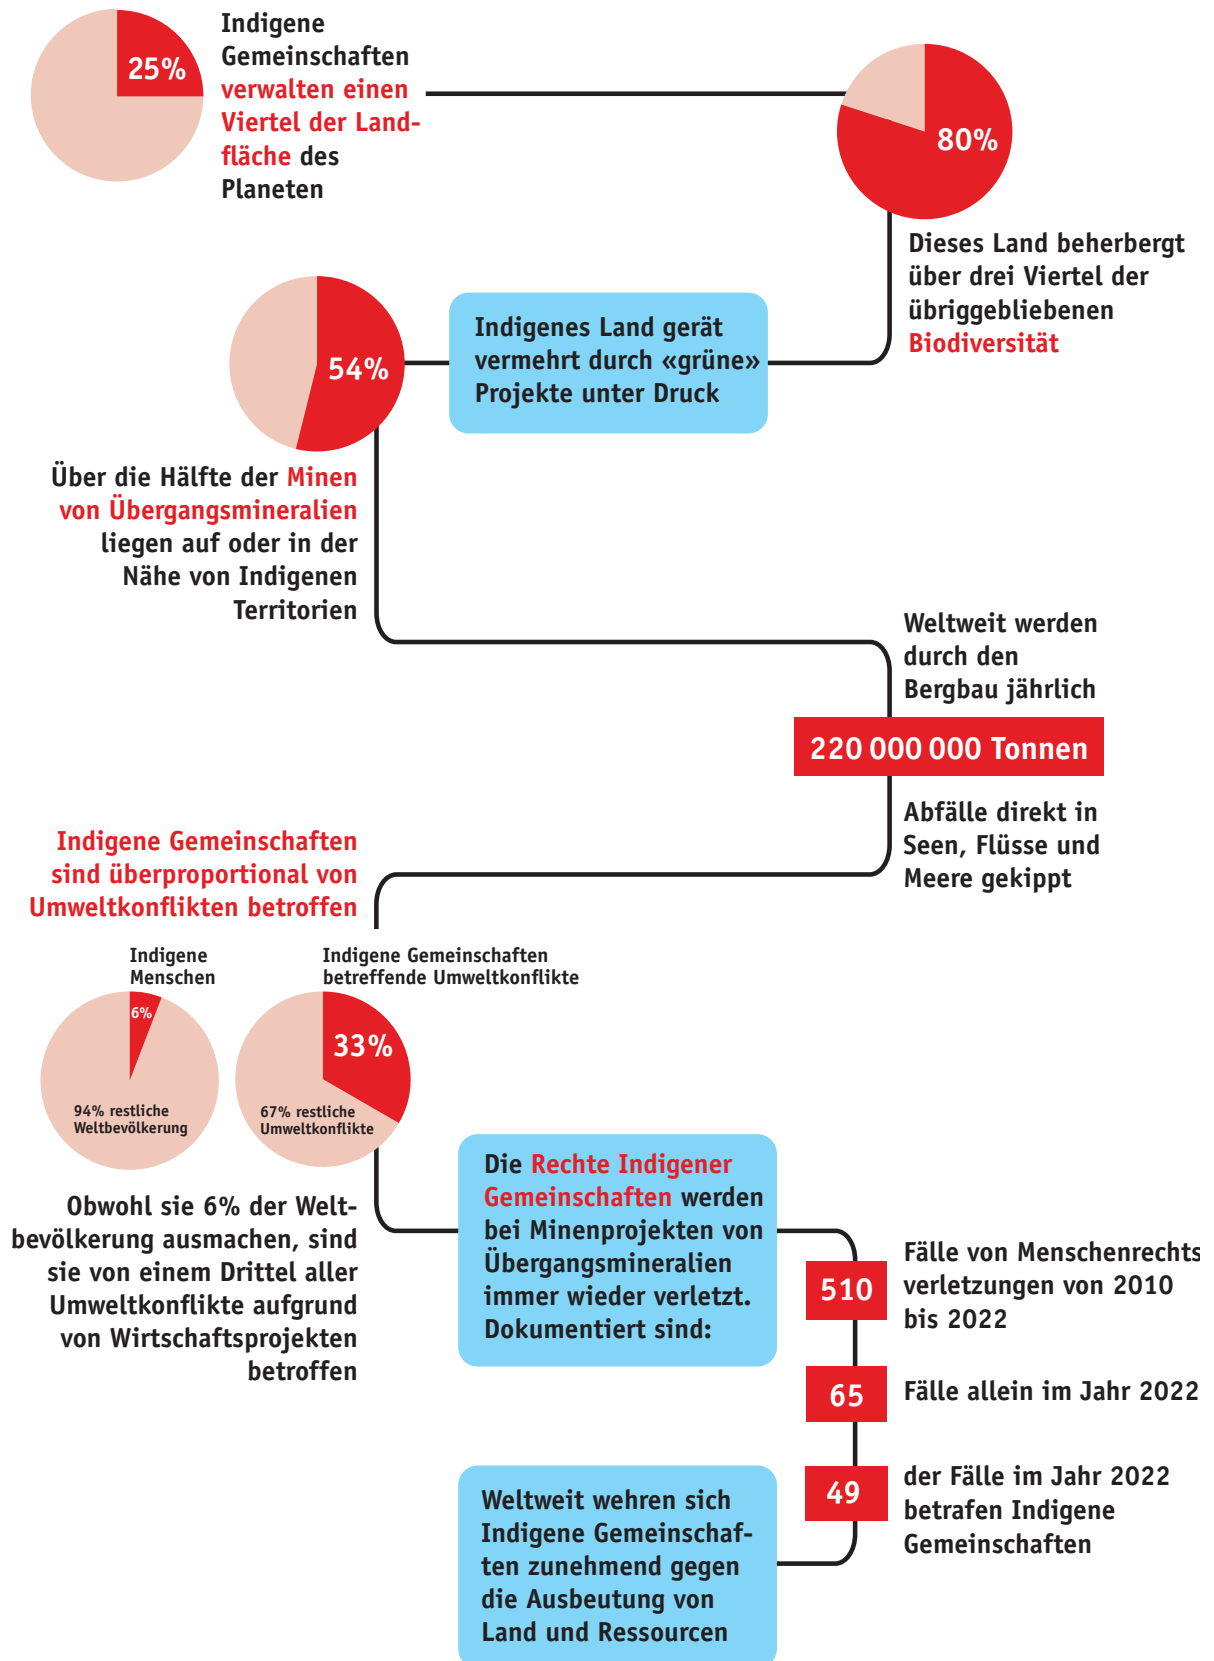 25%
Indigene
Gemeinschaften
verwalten einen
Viertel der Land-
fläche des
Planeten
80%
Dieses Land beherbergt
über drei Viertel der
übriggebliebenen
Biodiversität
Indigenes Land gerät
vermehrt durch «grüne»
Projekte unter Druck
54%
Über die Hälfte der Minen
von Übergangsmineralien
liegen auf oder in der
Nähe von Indigenen
Territorien
Weltweit werden
durch den
Bergbau jährlich
220 000 000 Tonnen
Abfälle direkt in
Seen, Flüsse und
Meere gekippt
Indigene Gemeinschaften
sind überproportional von
Umweltkonflikten betroffen
Indigene
Menschen
6%
94% restliche
Weltbevölkerung
Indigene Gemeinschaften
betreffende Umweltkonflikte
33%
67% restliche
Umweltkonflikte
Obwohl sie 6% der Welt-
bevölkerung ausmachen, sind
sie von einem Drittel aller
Umweltkonflikte aufgrund
von Wirtschaftsprojekten
betroffen
Die Rechte Indigener
Gemeinschaften werden
bei Minenprojekten von
Übergangsmineralien
immer wieder verletzt.
Dokumentiert sind:
510
Fälle von Menschenrechts
verletzungen von 2010
bis 2022
65
Fälle allein im Jahr 2022
49
der Fälle im Jahr 2022
betrafen Indigene
Gemeinschaften
Weltweit wehren sich
Indigene Gemeinschaf-
ten zunehmend gegen
die Ausbeutung von
Land und Ressourcen